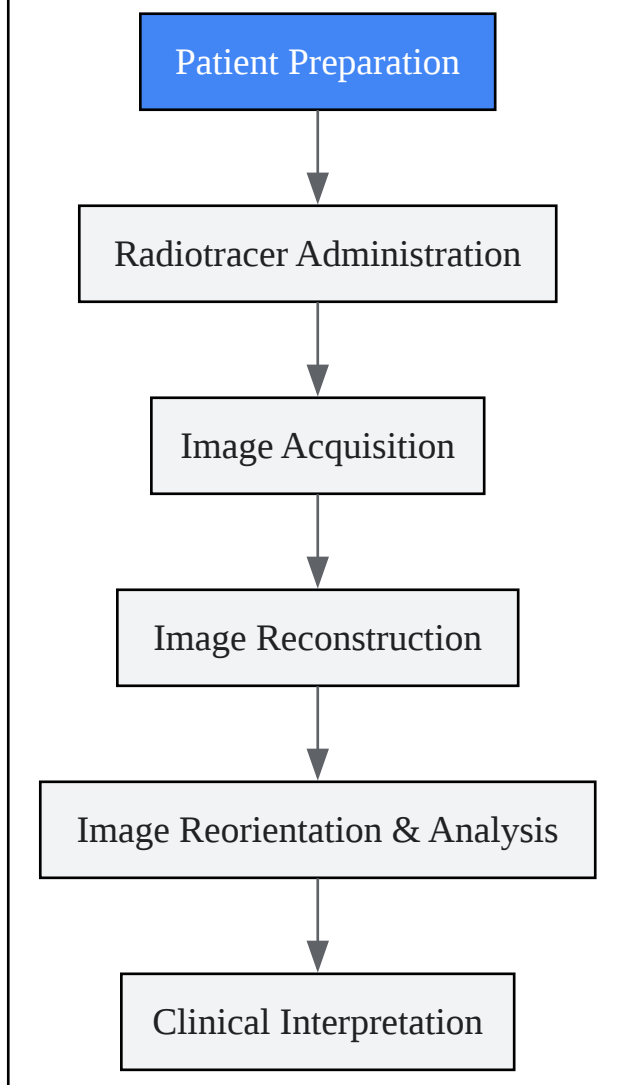 Patient Preparation
Radiotracer Administration
Image Acquisition
Image Reconstruction
Image Reorientation & Analysis
Clinical Interpretation